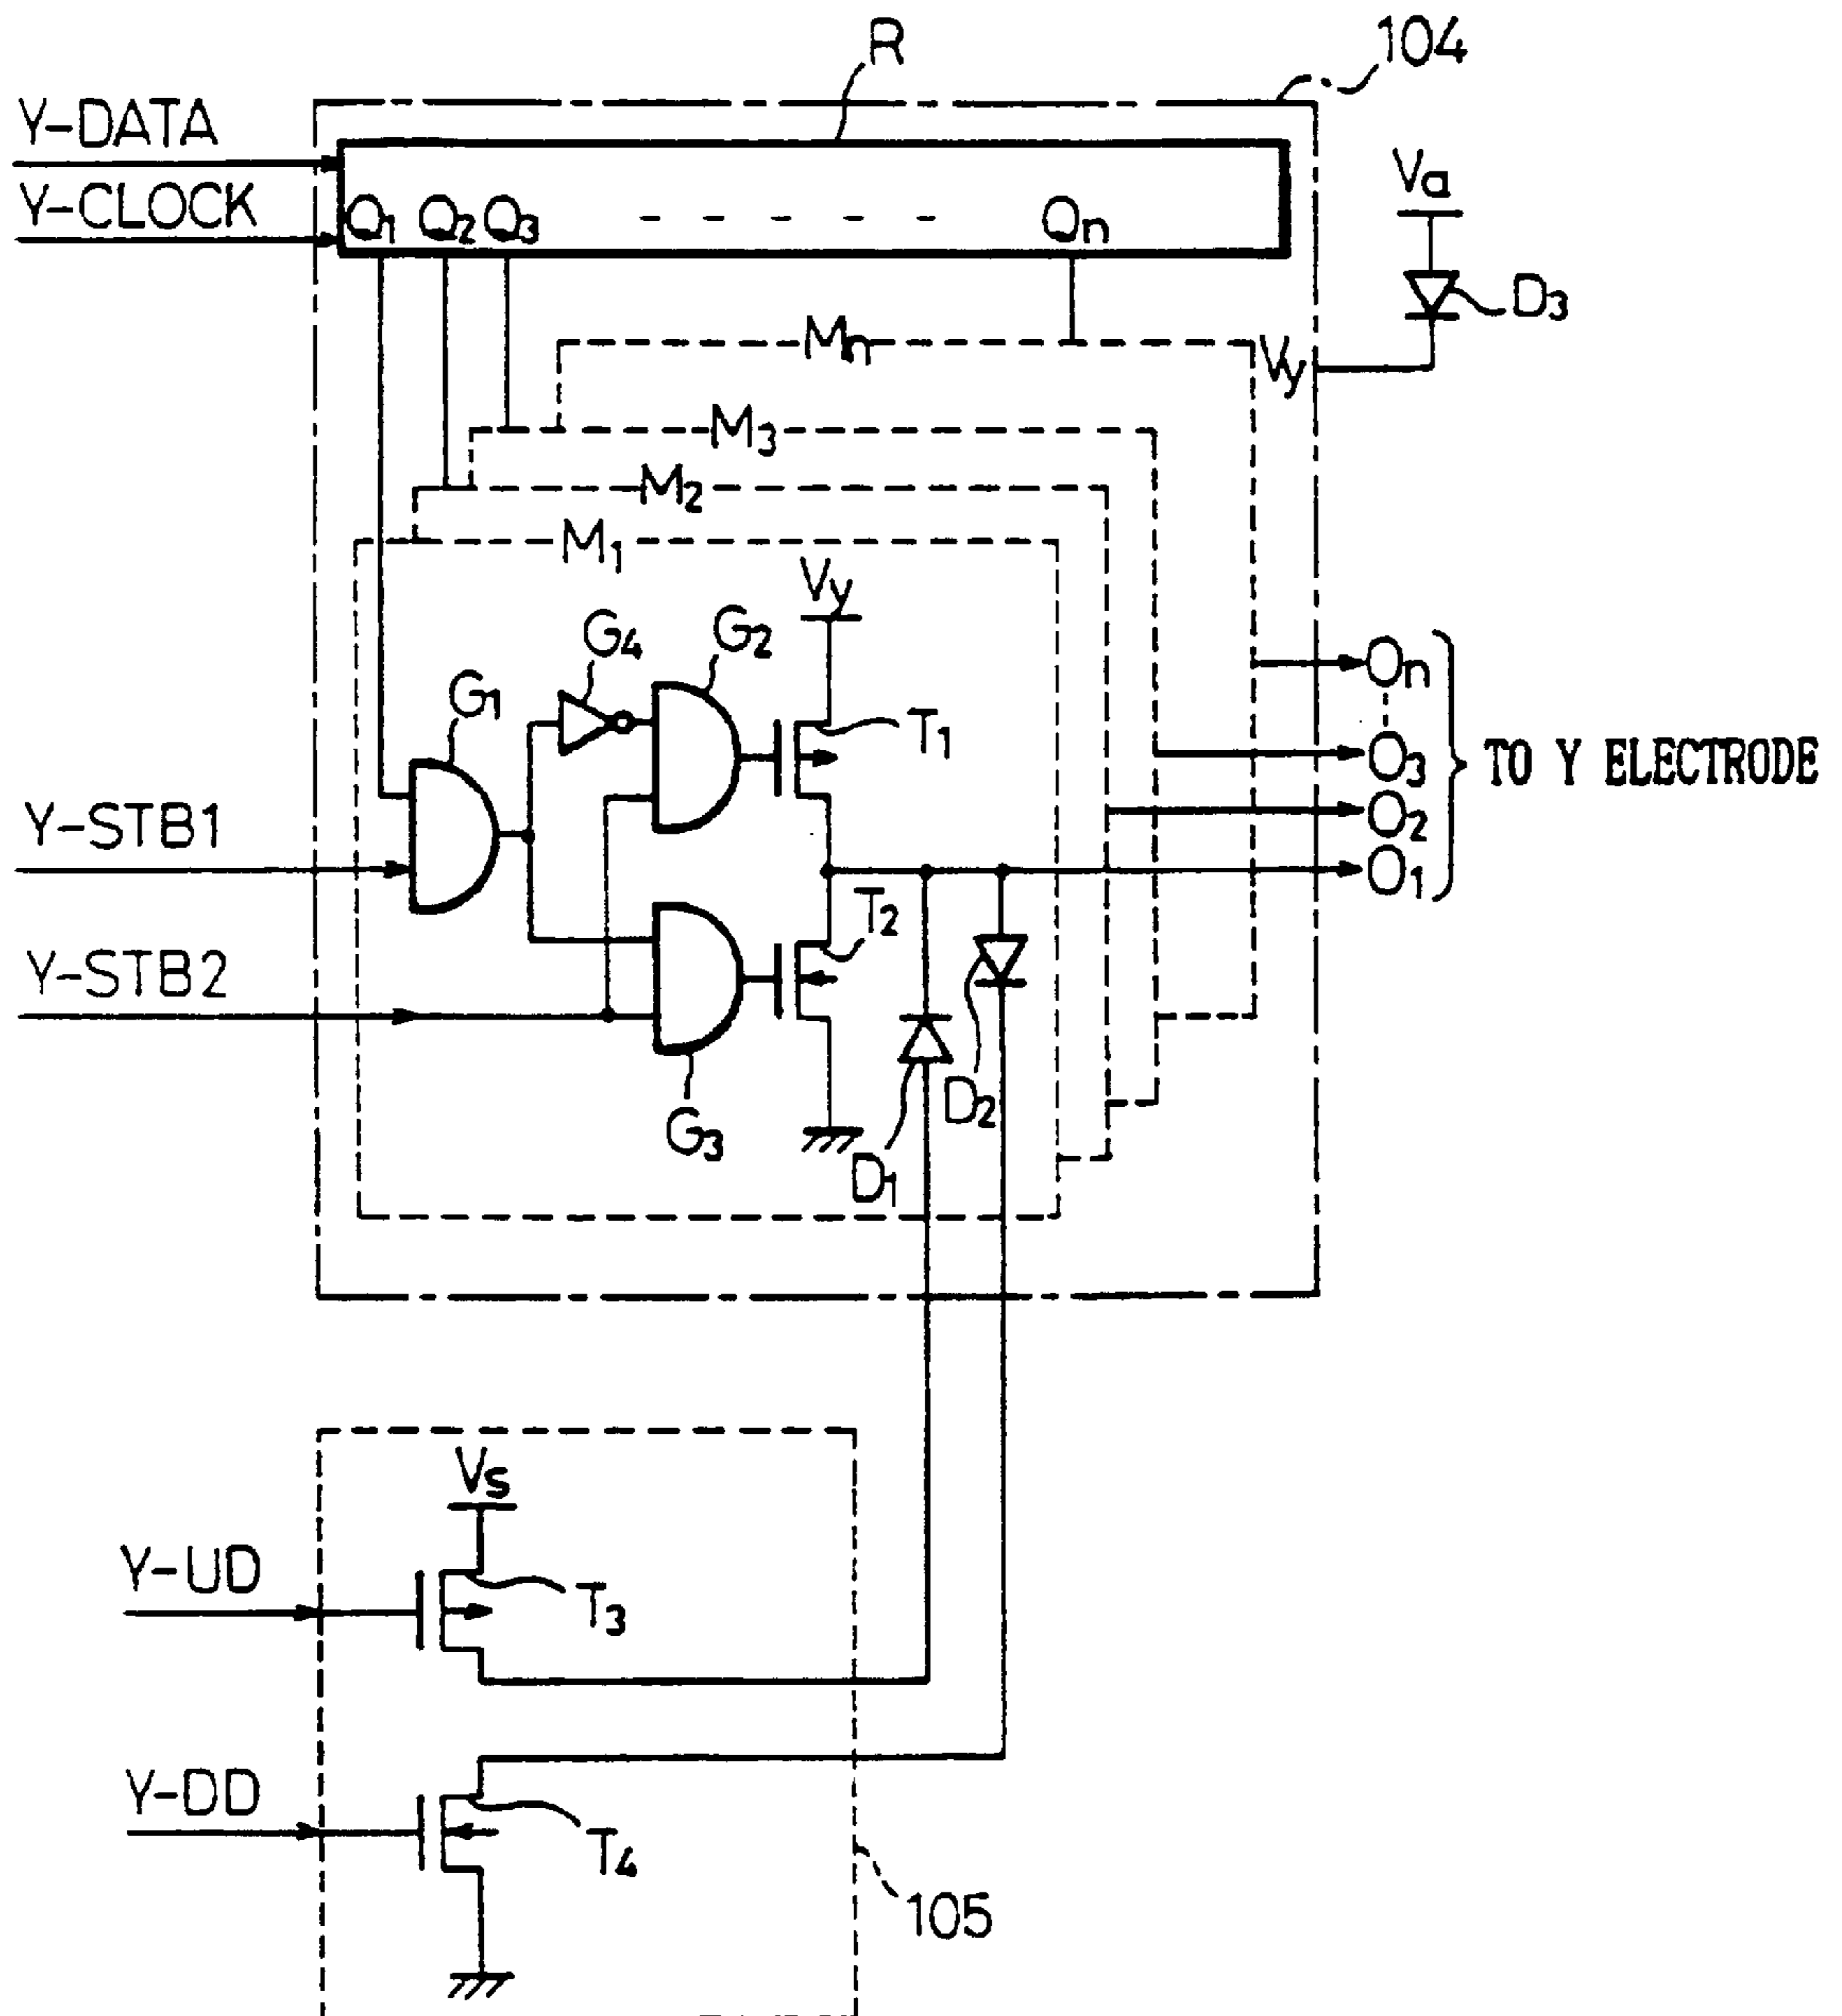 R
104
Y-DATA
Y-CLOCK
Q1 Q2 Q3 - - - - - Qn
Va
D3
Mn
Vy
M3
M2
M1
Vy
G4
G2
G1
T1
On
O3
O2
O1
TO Y ELECTRODE
Y-STB1
T2
Y-STB2
D2
G3
D1
Vs
Y-UD
T3
Y-DD
T4
105